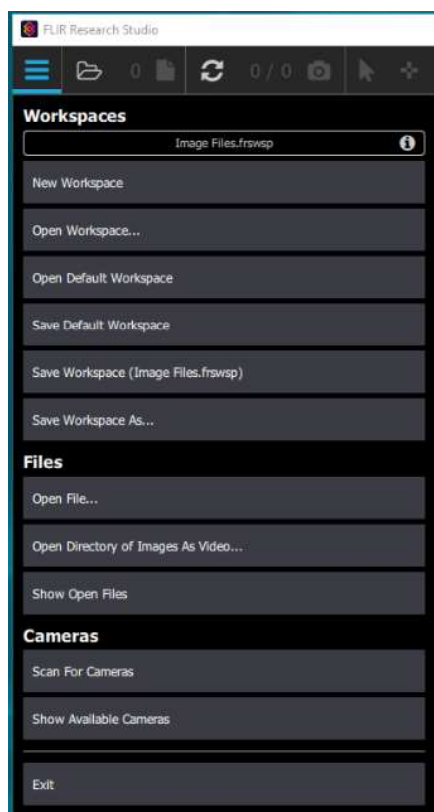 FLIR Research Studio
0 0 / 0
Workspaces
Image Files.frswsp
New Workspace
Open Workspace...
Open Default Workspace
Save Default Workspace
Save Workspace (Image Files.frswsp)
Save Workspace As...
Files
Open File...
Open Directory of Images As Video...
Show Open Files
Cameras
Scan For Cameras
Show Available Cameras
Exit